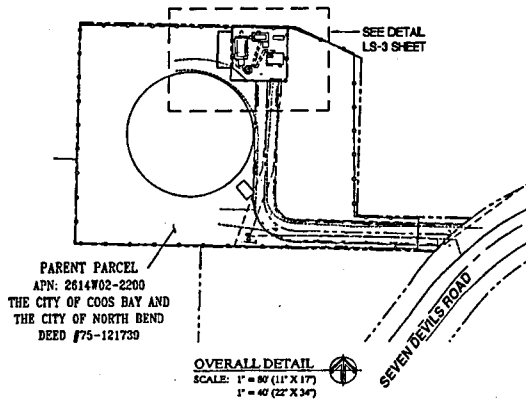 SEE DETAIL
LS-3 SHEET
PARENT PARCEL
APN: 2614W02-2200
THE CITY OF COOS BAY AND
THE CITY OF NORTH BEND
DEED #75-121739
SEVEN DEVILS ROAD
OVERALL DETAIL
SCALE: 1" = 80' (11" X 17")
1" = 40' (22" X 34")